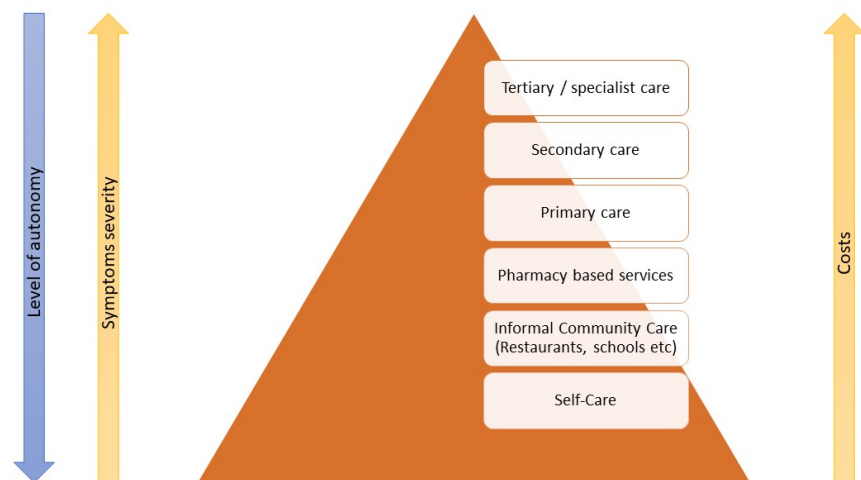 Level of autonomy
Symptoms severity
Tertiary / specialist care
Secondary care
Primary care
Pharmacy based services
Informal Community Care
(Restaurants, schools etc)
Self-Care
Costs